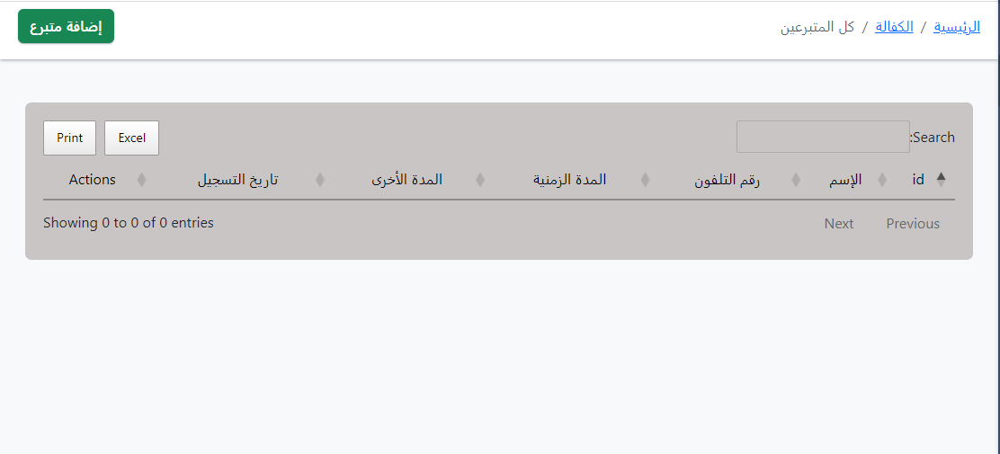 الرئيسية / الكفالة / كل المتبرعين
إضافة متبرع
Search:
Excel
Print
id الإسم رقم التلفون المدة الزمنية المدة الأخرى تاريخ التسجيل Actions
Showing 0 to 0 of 0 entries
Previous Next